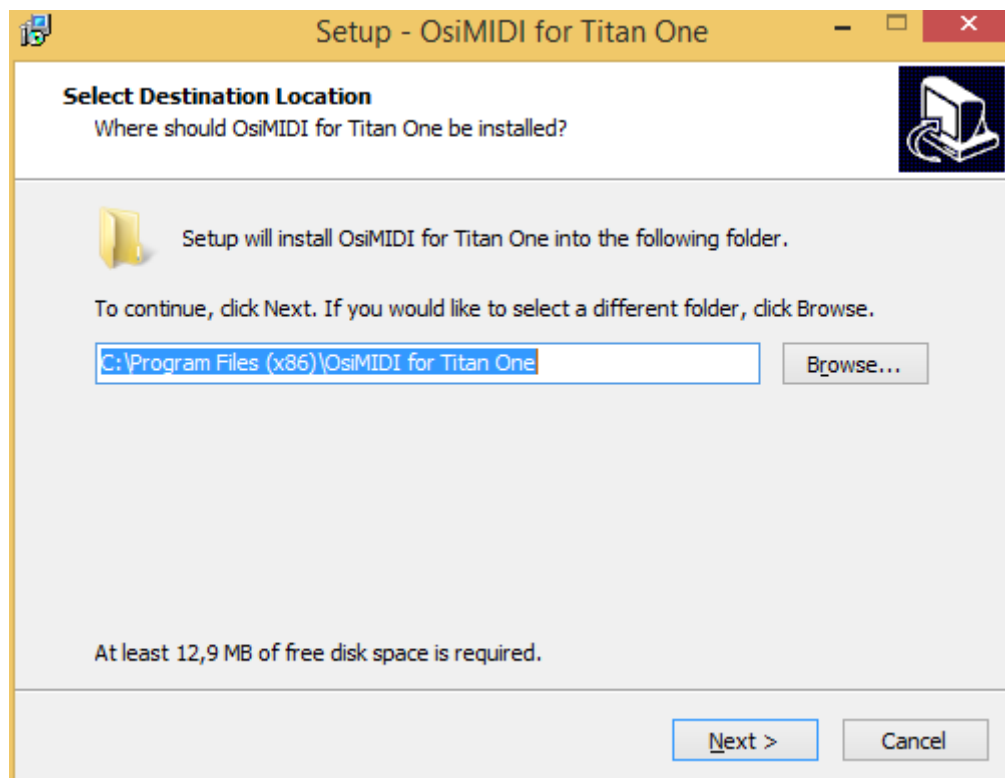 Setup - OsiMIDI for Titan One
Select Destination Location
Where should OsiMIDI for Titan One be installed?
Setup will install OsiMIDI for Titan One into the following folder.
To continue, click Next. If you would like to select a different folder, click Browse.
C:\Program Files (x86)\OsiMIDI for Titan One
Browse...
At least 12,9 MB of free disk space is required.
Next >
Cancel